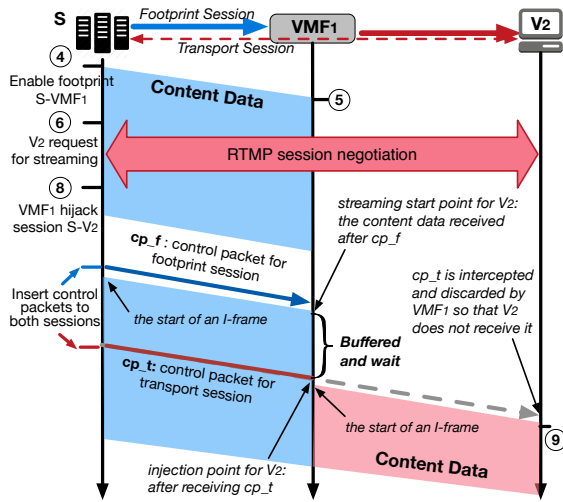 Footprint Session
S
VMF1
V2
Transport Session
4
Enable footprint
S-VMF1
Content Data
5
6
V2 request
for streaming
RTMP session negotiation
8
VMF1 hijack
session S-V2
streaming start point for V2:
the content data received
after cp_f
cp_f : control packet for
footprint session
cp_t is intercepted
and discarded by
VMF1 so that V2
does not receive it
Insert control
packets to
both sessions
the start of an I-frame
Buffered
and wait
cp_t: control packet for
transport session
the start of an I-frame
9
injection point for V2:
after receiving cp_t
Content Data